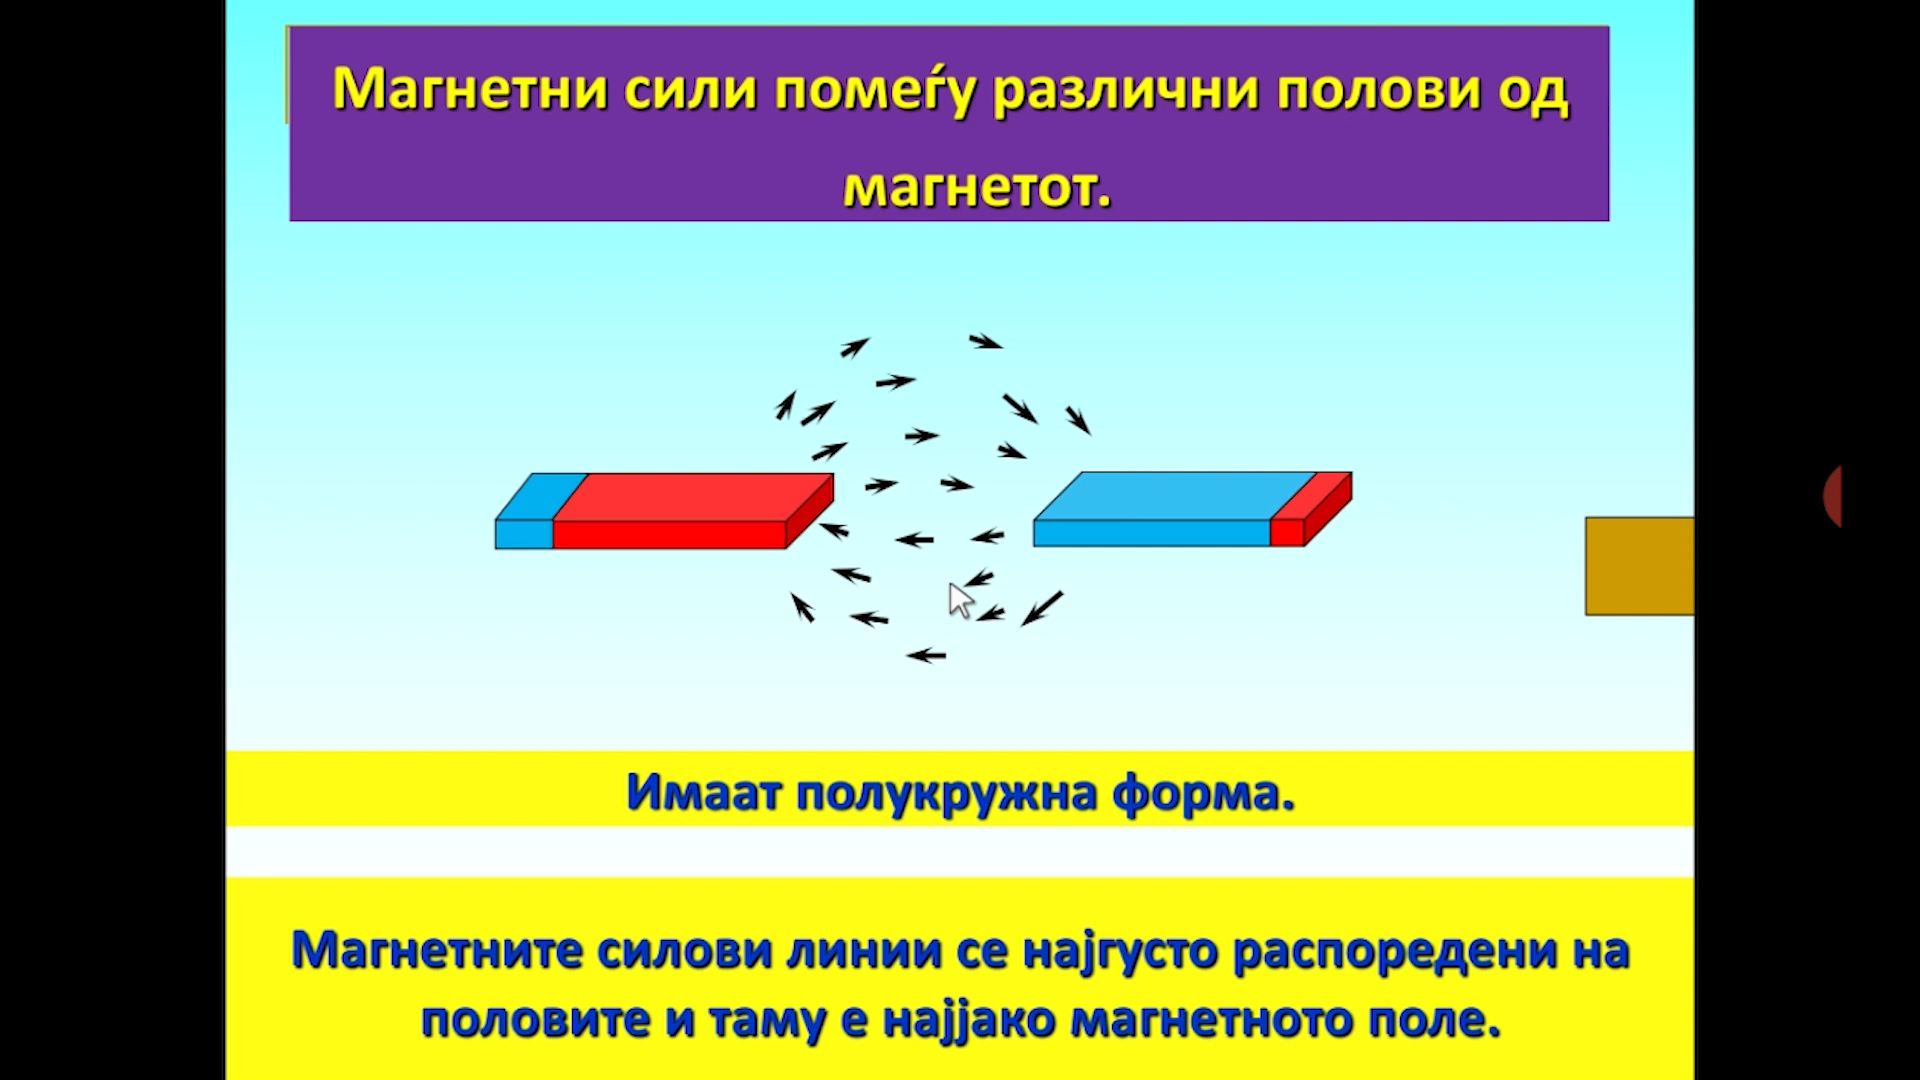 Магнетни сили помеѓу различни полови од
магнетот.
Имаат полукружна форма.
Магнетните силови линии се најгусто распоредени на
половите и таму е најјако магнетното поле.